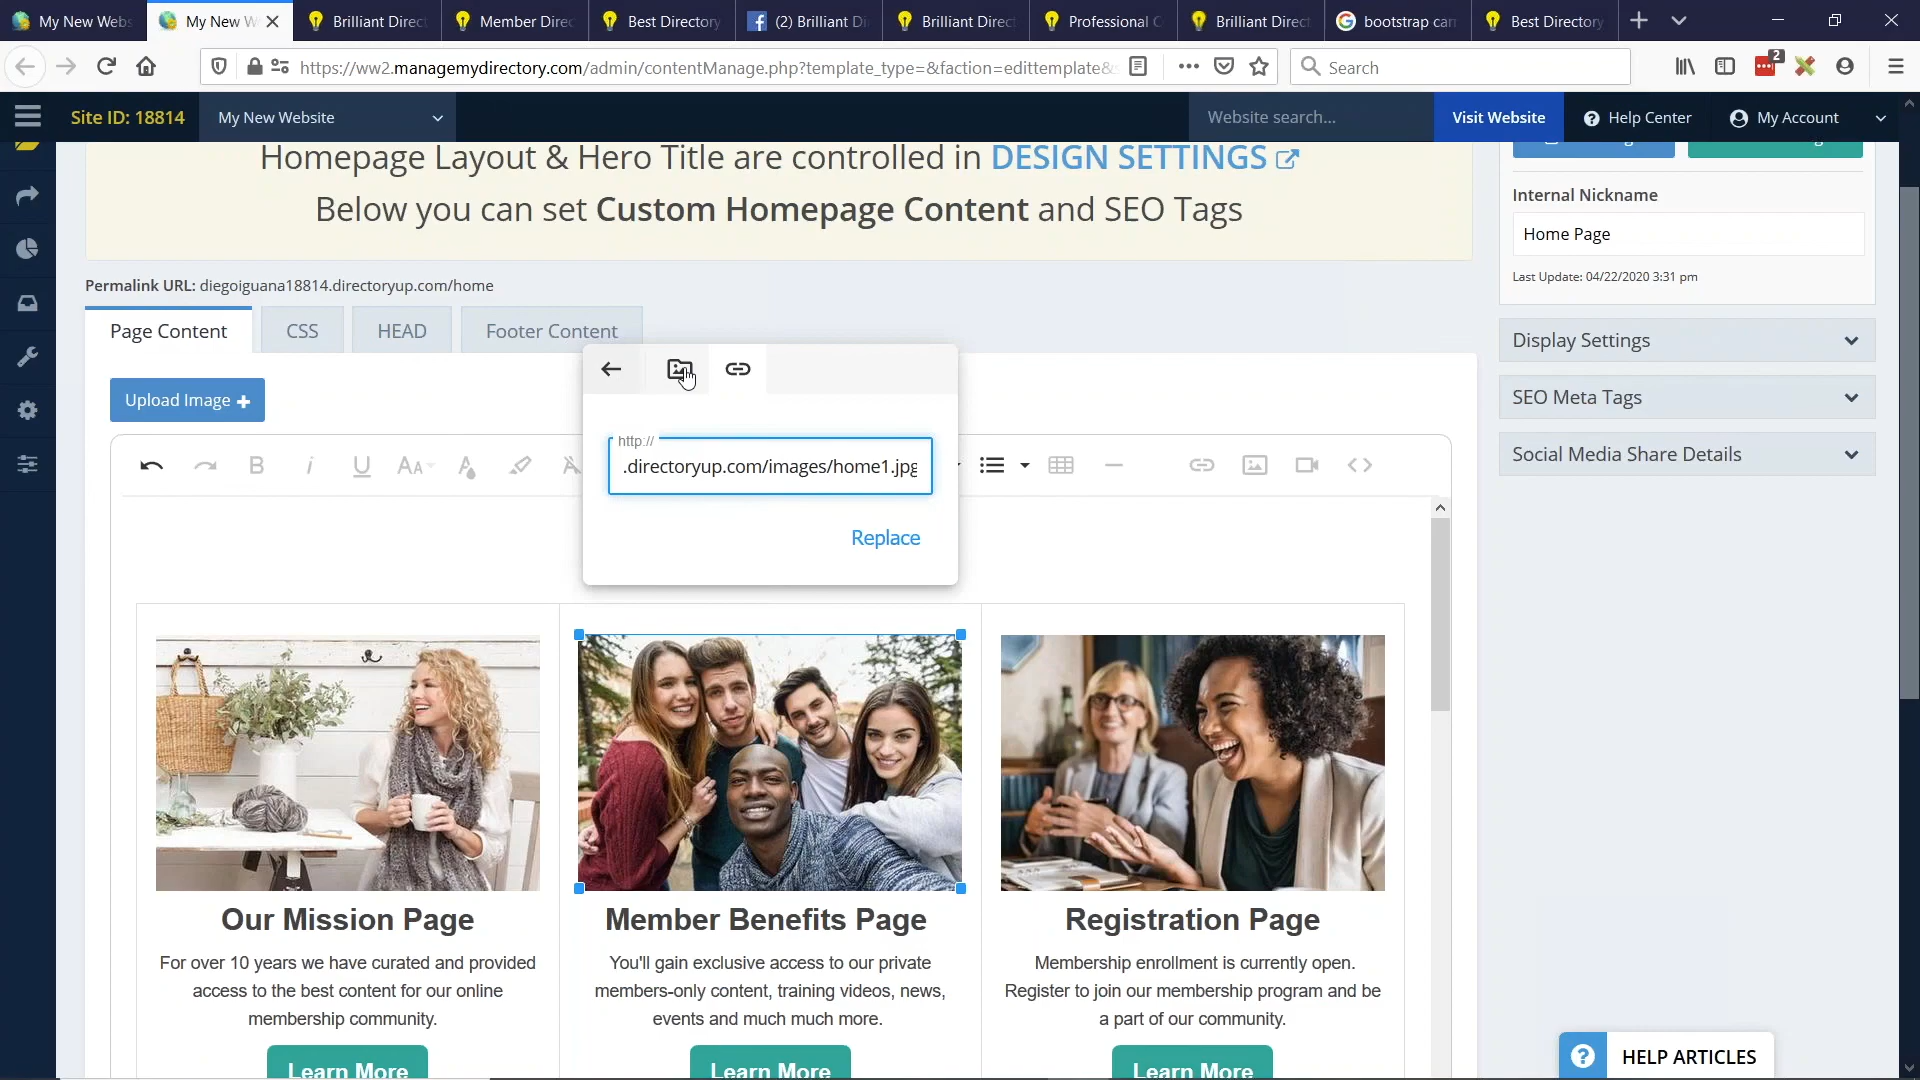 My New Webs
My New W
Brilliant Direc
Member Direc
Best Directory
(2) Brilliant Di
Brilliant Direc
Professional C
Brilliant Direct
bootstrap car
Best Directory
https://ww2.managemydirectory.com/admin/contentManage.php?template_type=&faction=edittemplate&
Search
2
Site ID: 18814
My New Website
Website search...
Visit Website
Help Center
My Account
Homepage Layout & Hero Title are controlled in DESIGN SETTINGS
Below you can set Custom Homepage Content and SEO Tags
Internal Nickname
Home Page
Last Update: 04/22/2020 3:31 pm
Permalink URL: diegoiguana18814.directoryup.com/home
Page Content
CSS
HEAD
Footer Content
Display Settings
SEO Meta Tags
Social Media Share Details
Upload Image +
http://
.directoryup.com/images/home1.jpg
Replace
Our Mission Page
For over 10 years we have curated and provided
access to the best content for our online
membership community.
Learn More
Member Benefits Page
You'll gain exclusive access to our private
members-only content, training videos, news,
events and much much more.
Learn More
Registration Page
Membership enrollment is currently open.
Register to join our membership program and be
a part of our community.
Learn More
HELP ARTICLES